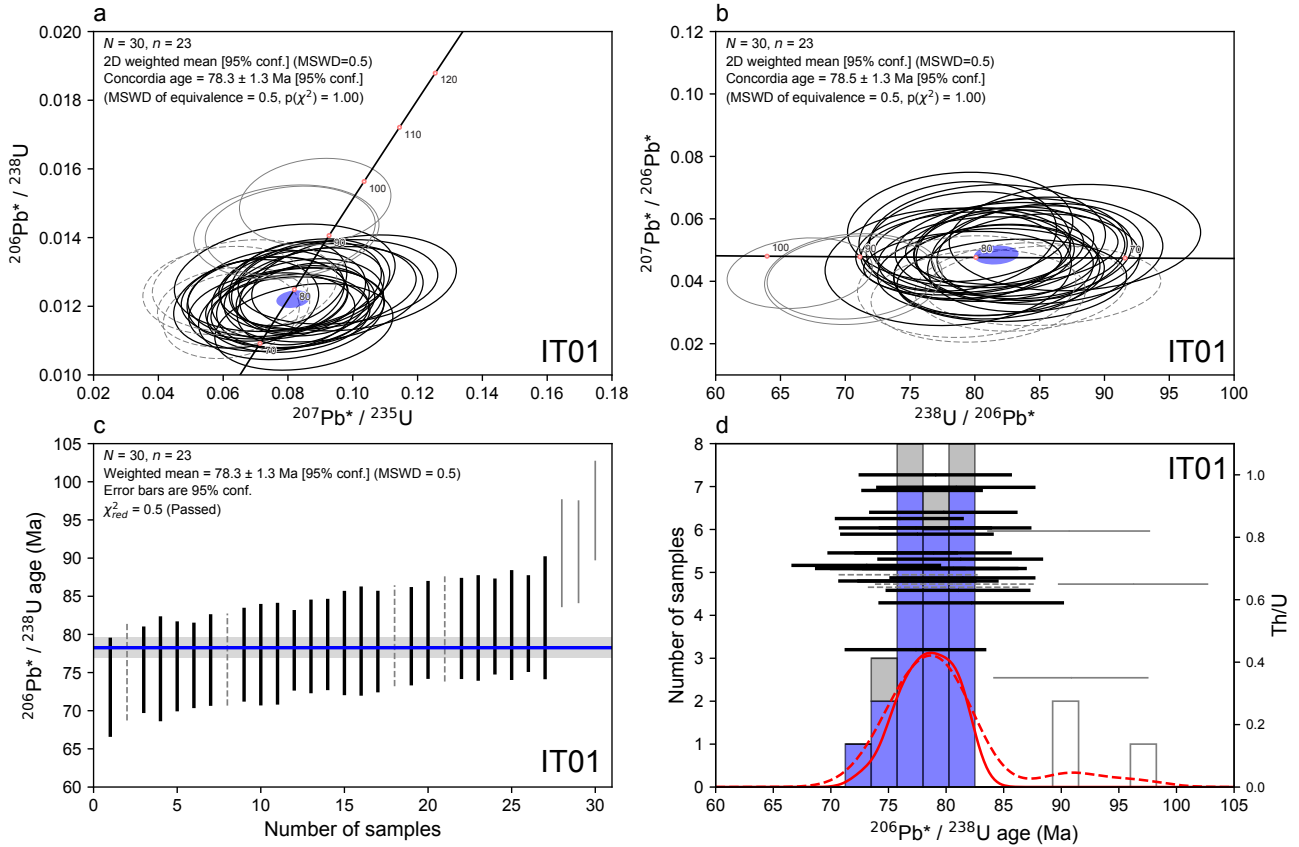 a
0.020
0.018
0.016
0.014
0.012
0.010
0.02 0.04 0.06 0.08 0.10 0.12 0.14 0.16 0.18
²⁰⁶Pb* / ²³⁸U
²⁰⁷Pb* / ²³⁵U
N = 30, n = 23
2D weighted mean [95% conf.] (MSWD=0.5)
Concordia age = 78.3 ± 1.3 Ma [95% conf.]
(MSWD of equivalence = 0.5, p(χ²) = 1.00)
120
110
100
90
80
70
IT01
b
0.12
0.10
0.08
0.06
0.04
0.02
60 65 70 75 80 85 90 95 100
²⁰⁷Pb* / ²⁰⁶Pb*
²³⁸U / ²⁰⁶Pb*
N = 30, n = 23
2D weighted mean [95% conf.] (MSWD=0.5)
Concordia age = 78.5 ± 1.3 Ma [95% conf.]
(MSWD of equivalence = 0.5, p(χ²) = 1.00)
100 90 80 70
IT01
c
105
100
95
90
85
80
75
70
65
60
0 5 10 15 20 25 30
²⁰⁶Pb* / ²³⁸U age (Ma)
Number of samples
N = 30, n = 23
Weighted mean = 78.3 ± 1.3 Ma [95% conf.] (MSWD = 0.5)
Error bars are 95% conf.
χ²red = 0.5 (Passed)
IT01
d
8
7
6
5
4
3
2
1
0
60 65 70 75 80 85 90 95 100 105
Number of samples
²⁰⁶Pb* / ²³⁸U age (Ma)
1.0
0.8
0.6
0.4
0.2
0.0
Th/U
IT01